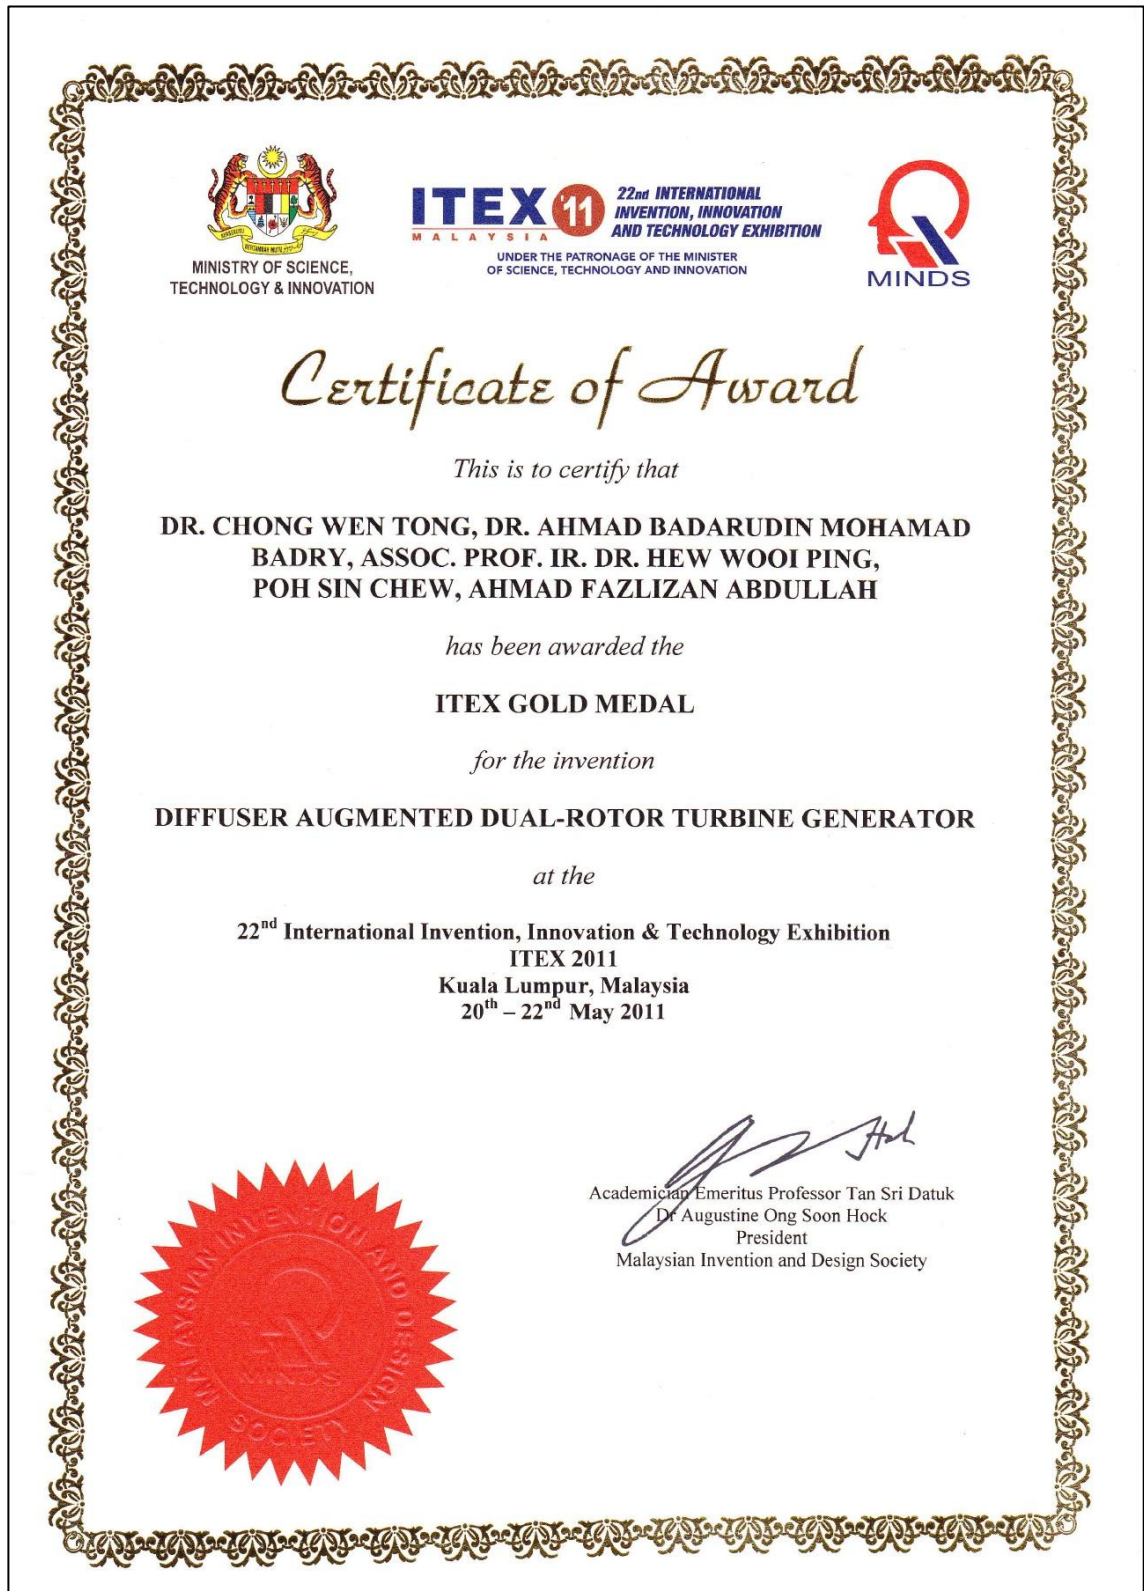 MINISTRY OF SCIENCE,
TECHNOLOGY & INNOVATION
ITEX '11
MALAYSIA
22nd INTERNATIONAL
INVENTION, INNOVATION
AND TECHNOLOGY EXHIBITION
UNDER THE PATRONAGE OF THE MINISTER
OF SCIENCE, TECHNOLOGY AND INNOVATION
MINDS
Certificate of Award
This is to certify that
DR. CHONG WEN TONG, DR. AHMAD BADARUDIN MOHAMAD
BADRY, ASSOC. PROF. IR. DR. HEW WOOI PING,
POH SIN CHEW, AHMAD FAZLIZAN ABDULLAH
has been awarded the
ITEX GOLD MEDAL
for the invention
DIFFUSER AUGMENTED DUAL-ROTOR TURBINE GENERATOR
at the
22nd International Invention, Innovation & Technology Exhibition
ITEX 2011
Kuala Lumpur, Malaysia
20th – 22nd May 2011
Academician Emeritus Professor Tan Sri Datuk
Dr Augustine Ong Soon Hock
President
Malaysian Invention and Design Society
MALAYSIAN INVENTION AND DESIGN
SOCIETY
MINDS